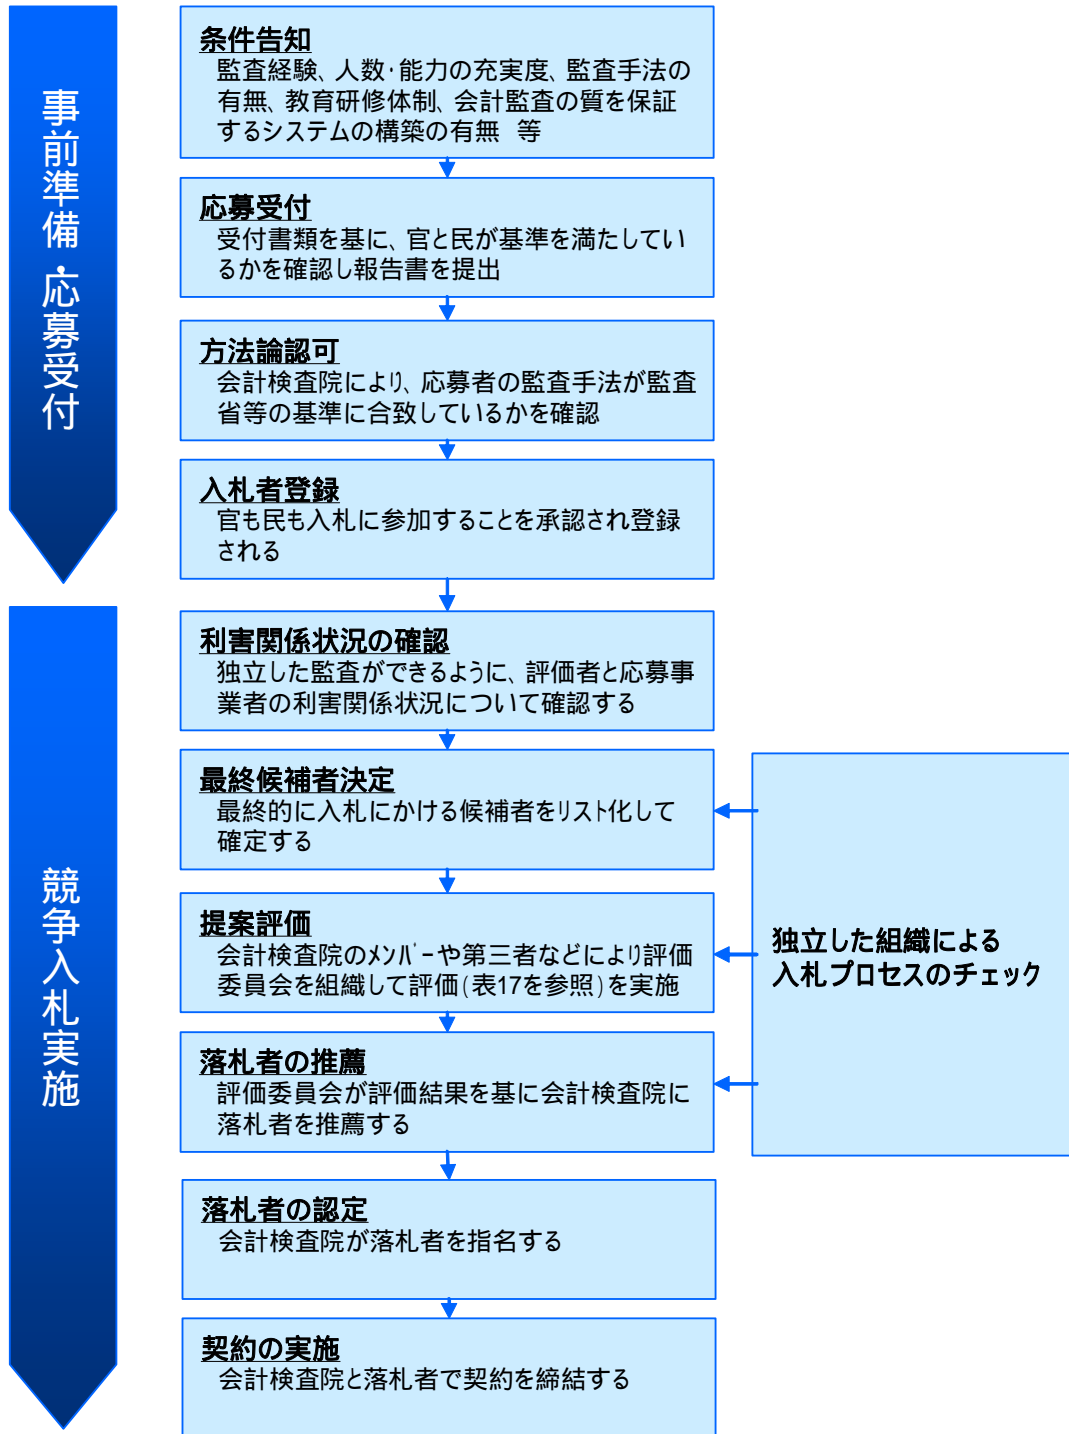 事前準備・応募受付
条件告知
監査経験、人数・能力の充実度、監査手法の
有無、教育研修体制、会計監査の質を保証
するシステムの構築の有無 等
応募受付
受付書類を基に、官と民が基準を満たしてい
るかを確認し報告書を提出
方法論認可
会計検査院により、応募者の監査手法が監査
省等の基準に合致しているかを確認
入札者登録
官も民も入札に参加することを承認され登録
される
競争入札実施
利害関係状況の確認
独立した監査ができるように、評価者と応募事
業者の利害関係状況について確認する
最終候補者決定
最終的に入札にかける候補者をリスト化して
確定する
提案評価
会計検査院のメンバーや第三者などにより評価
委員会を組織して評価(表17を参照)を実施
落札者の推薦
評価委員会が評価結果を基に会計検査院に
落札者を推薦する
独立した組織による
入札プロセスのチェック
落札者の認定
会計検査院が落札者を指名する
契約の実施
会計検査院と落札者で契約を締結する